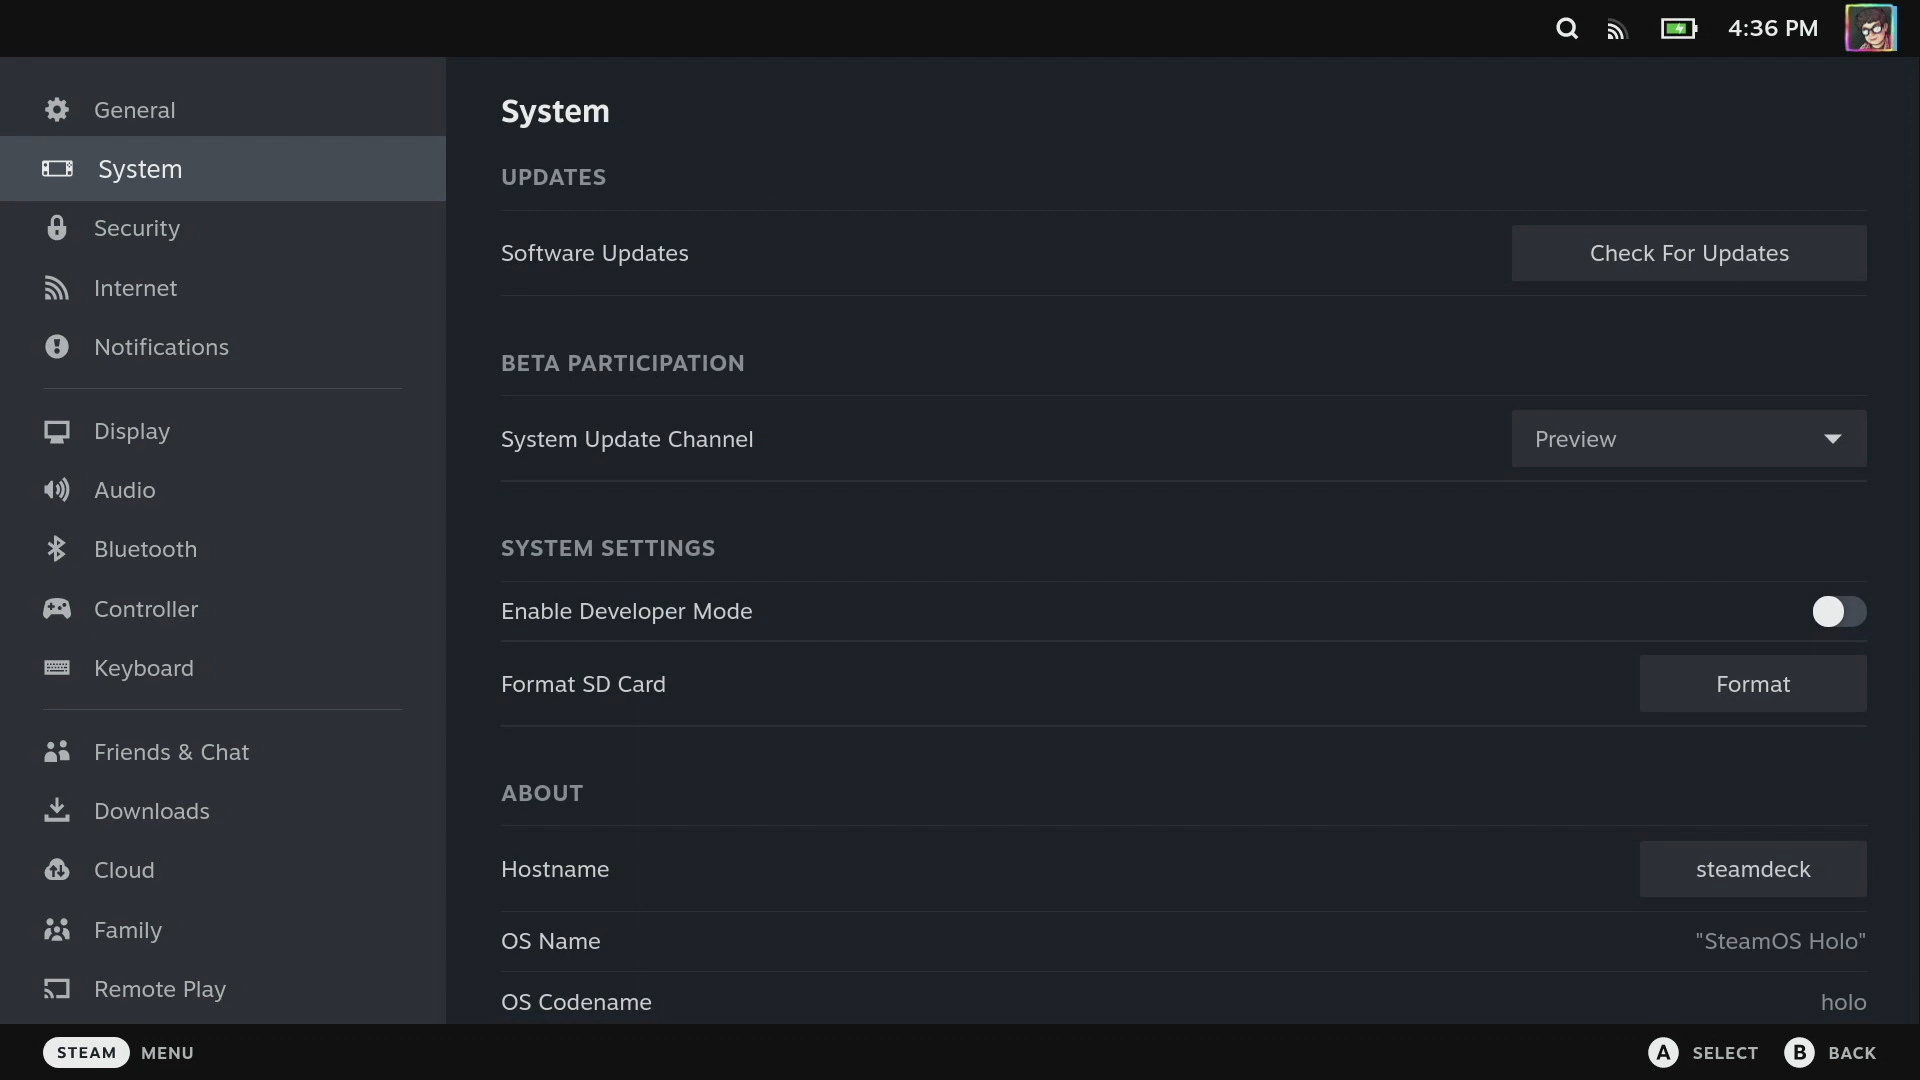 4:36 PM
General
System
Security
Internet
Notifications
Display
Audio
Bluetooth
Controller
Keyboard
Friends & Chat
Downloads
Cloud
Family
Remote Play
System
UPDATES
Software Updates
Check For Updates
BETA PARTICIPATION
System Update Channel
Preview
SYSTEM SETTINGS
Enable Developer Mode
Format SD Card
Format
ABOUT
Hostname
steamdeck
OS Name
"SteamOS Holo"
OS Codename
holo
STEAM MENU
A SELECT B BACK